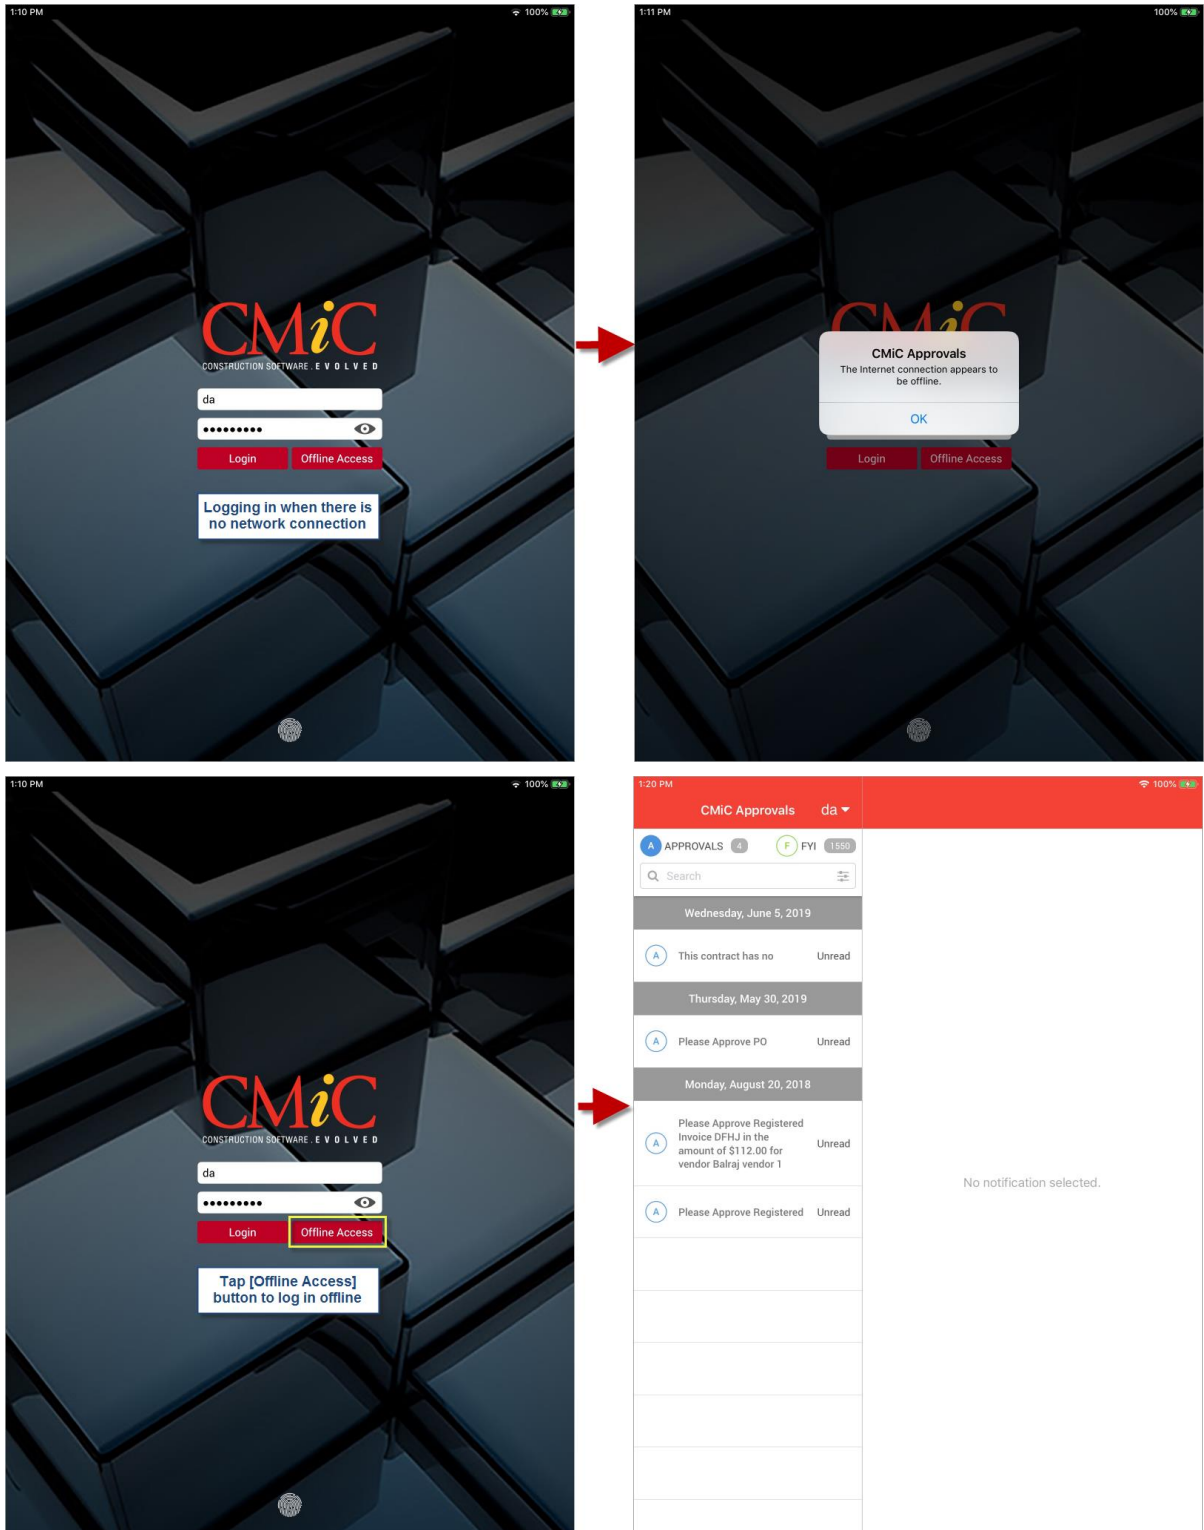 1:10 PM
100%
CMiC
CONSTRUCTION SOFTWARE. EVOLVED
da
•••••••••
Login
Offline Access
Logging in when there is
no network connection
1:11 PM
100%
CMiC
CMiC Approvals
The Internet connection appears to
be offline.
OK
Login
Offline Access
1:10 PM
100%
CMiC
CONSTRUCTION SOFTWARE. EVOLVED
da
•••••••••
Login
Offline Access
Tap [Offline Access]
button to log in offline
1:20 PM
100%
CMiC Approvals
da
A APPROVALS 4
F FYI 1550
Search
Wednesday, June 5, 2019
A This contract has no Unread
Thursday, May 30, 2019
A Please Approve PO Unread
Monday, August 20, 2018
Please Approve Registered
Invoice DFHJ in the
A amount of $112.00 for Unread
vendor Balraj vendor 1
A Please Approve Registered Unread
No notification selected.